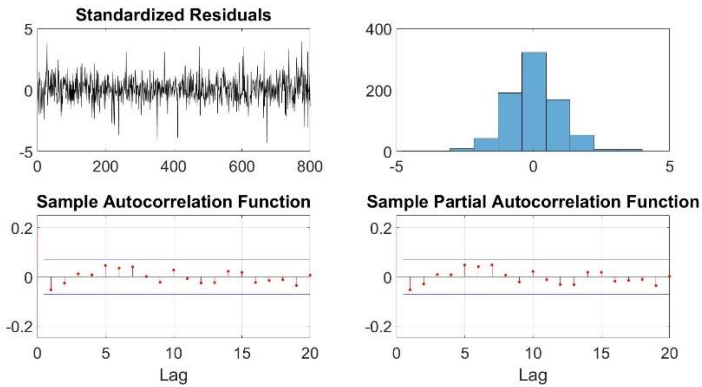 Standardized Residuals
5
0
-5
0 200 400 600 800
400
200
0
-5 0 5
Sample Autocorrelation Function
0.2
0
-0.2
0 5 10 15 20
Lag
Sample Partial Autocorrelation Function
0.2
0
-0.2
0 5 10 15 20
Lag